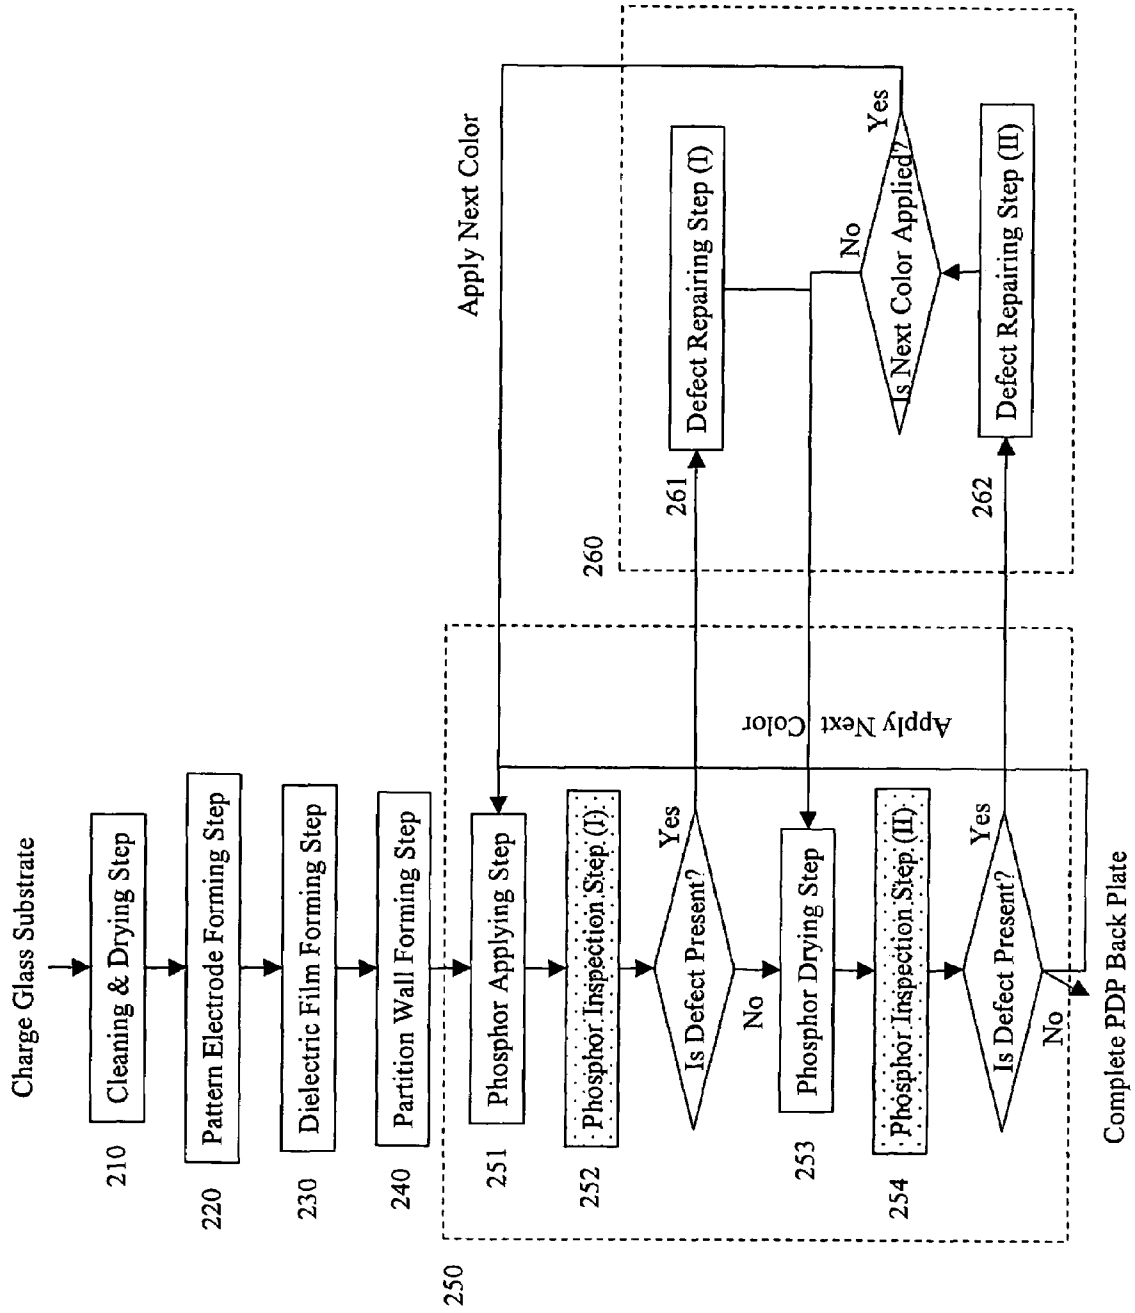 Charge Glass Substrate
210
Cleaning & Drying Step
220
Pattern Electrode Forming Step
230
Dielectric Film Forming Step
240
Partition Wall Forming Step
250
251
Phosphor Applying Step
252
Phosphor Inspection Step (I)
Is Defect Present?
Yes
No
253
Phosphor Drying Step
254
Phosphor Inspection Step (II)
Is Defect Present?
Yes
No
Complete PDP Back Plate
Apply Next
Color
Apply Next Color
260
261
Defect Repairing Step (I)
No
Is Next Color Applied?
Yes
262
Defect Repairing Step (II)